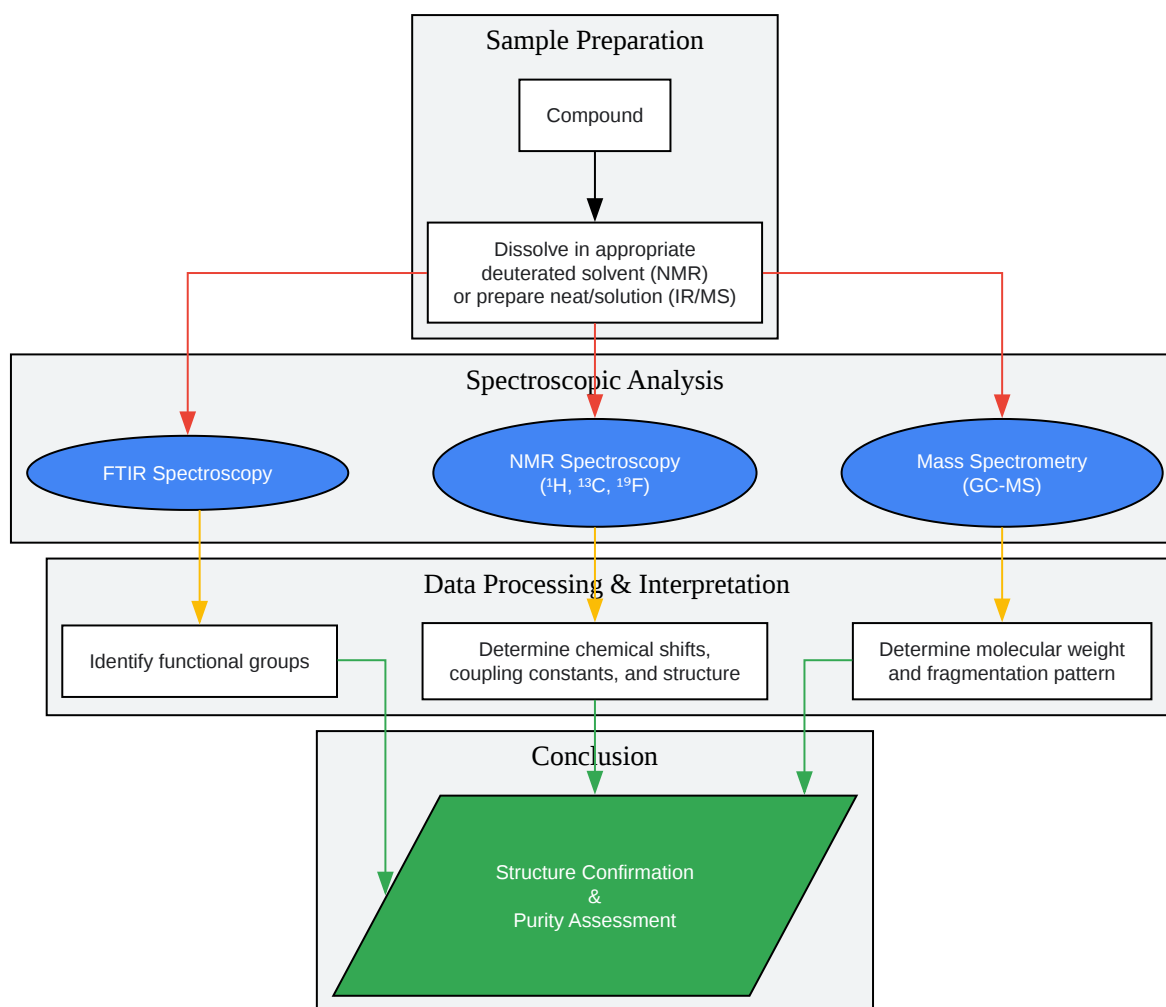 Sample Preparation
Compound
Dissolve in appropriate
deuterated solvent (NMR)
or prepare neat/solution (IR/MS)
Spectroscopic Analysis
FTIR Spectroscopy
NMR Spectroscopy
(¹H, ¹³C, ¹⁹F)
Mass Spectrometry
(GC-MS)
Data Processing & Interpretation
Identify functional groups
Determine chemical shifts,
coupling constants, and structure
Determine molecular weight
and fragmentation pattern
Conclusion
Structure Confirmation
&
Purity Assessment